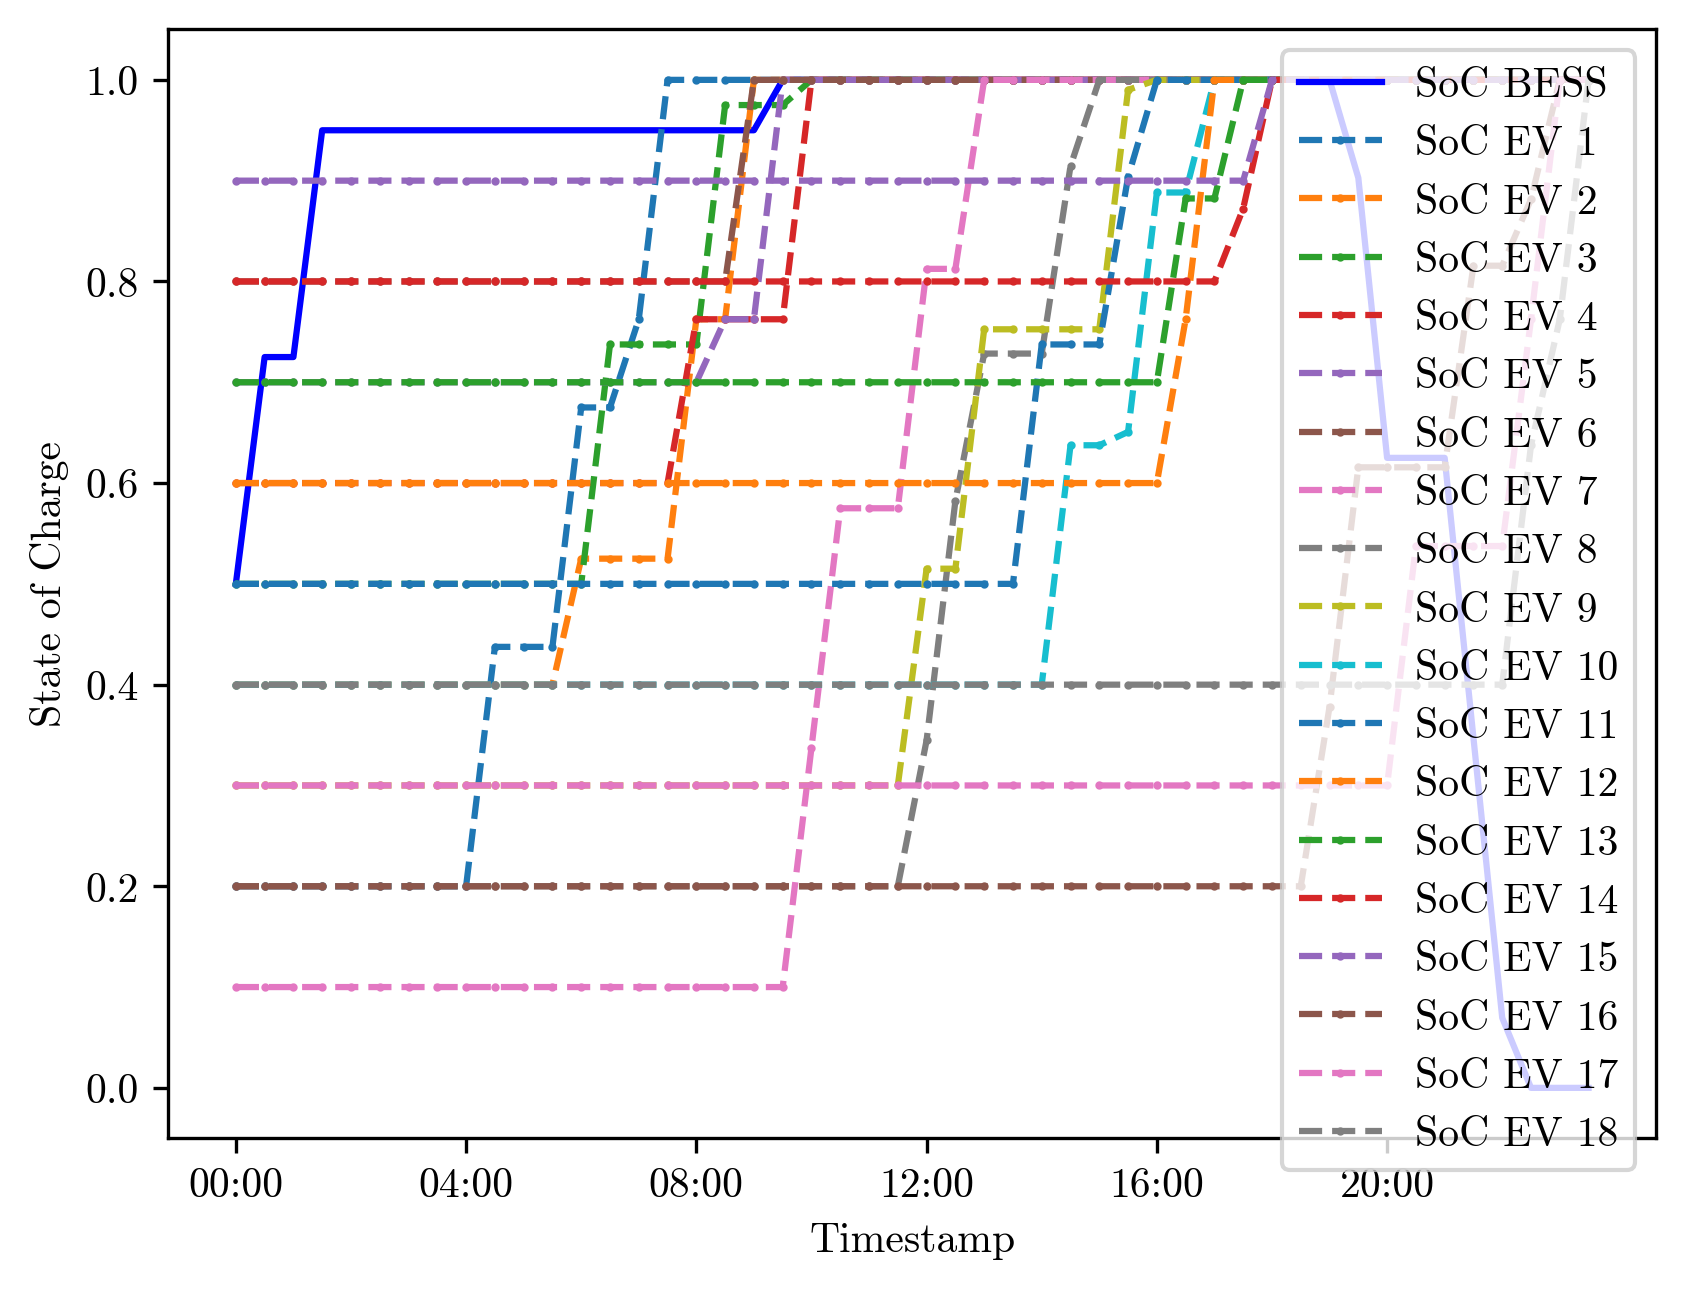 SoC BESS
SoC EV 1
SoC EV 2
SoC EV 3
SoC EV 4
SoC EV 5
SoC EV 6
SoC EV 7
SoC EV 8
SoC EV 9
SoC EV 10
SoC EV 11
SoC EV 12
SoC EV 13
SoC EV 14
SoC EV 15
SoC EV 16
SoC EV 17
SoC EV 18
1.0
0.8
0.6
0.4
0.2
0.0
State of Charge
00:00 04:00 08:00 12:00 16:00 20:00
Timestamp